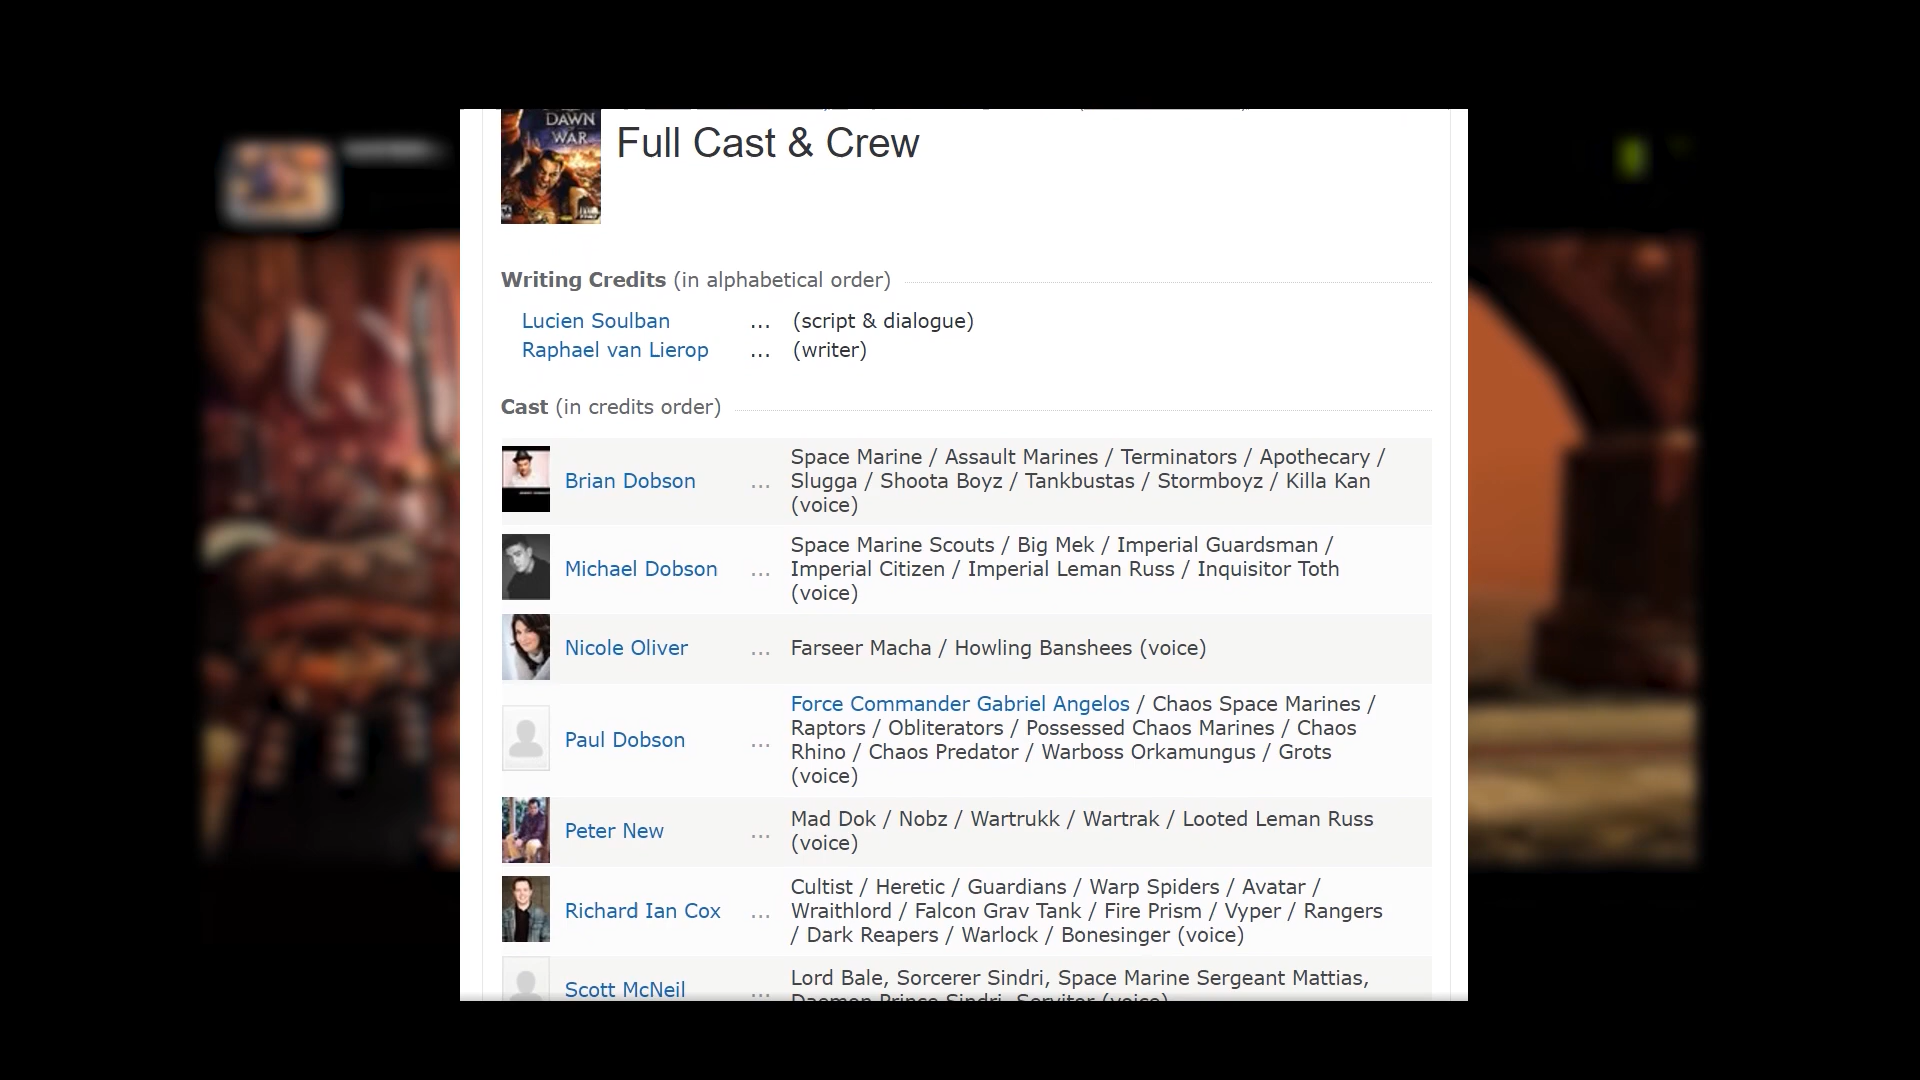 DAWN
WAR
Full Cast & Crew
Writing Credits (in alphabetical order)
Lucien Soulban ... (script & dialogue)
Raphael van Lierop ... (writer)
Cast (in credits order)
Brian Dobson ... Space Marine / Assault Marines / Terminators / Apothecary /
Slugga / Shoota Boyz / Tankbustas / Stormboyz / Killa Kan
(voice)
Michael Dobson ... Space Marine Scouts / Big Mek / Imperial Guardsman /
Imperial Citizen / Imperial Leman Russ / Inquisitor Toth
(voice)
Nicole Oliver ... Farseer Macha / Howling Banshees (voice)
Paul Dobson ... Force Commander Gabriel Angelos / Chaos Space Marines /
Raptors / Obliterators / Possessed Chaos Marines / Chaos
Rhino / Chaos Predator / Warboss Orkamungus / Grots
(voice)
Peter New ... Mad Dok / Nobz / Wartrukk / Wartrak / Looted Leman Russ
(voice)
Richard Ian Cox ... Cultist / Heretic / Guardians / Warp Spiders / Avatar /
Wraithlord / Falcon Grav Tank / Fire Prism / Vyper / Rangers
/ Dark Reapers / Warlock / Bonesinger (voice)
Scott McNeil ... Lord Bale, Sorcerer Sindri, Space Marine Sergeant Mattias,
Daemon Prince Sindri, Servitor (voice)